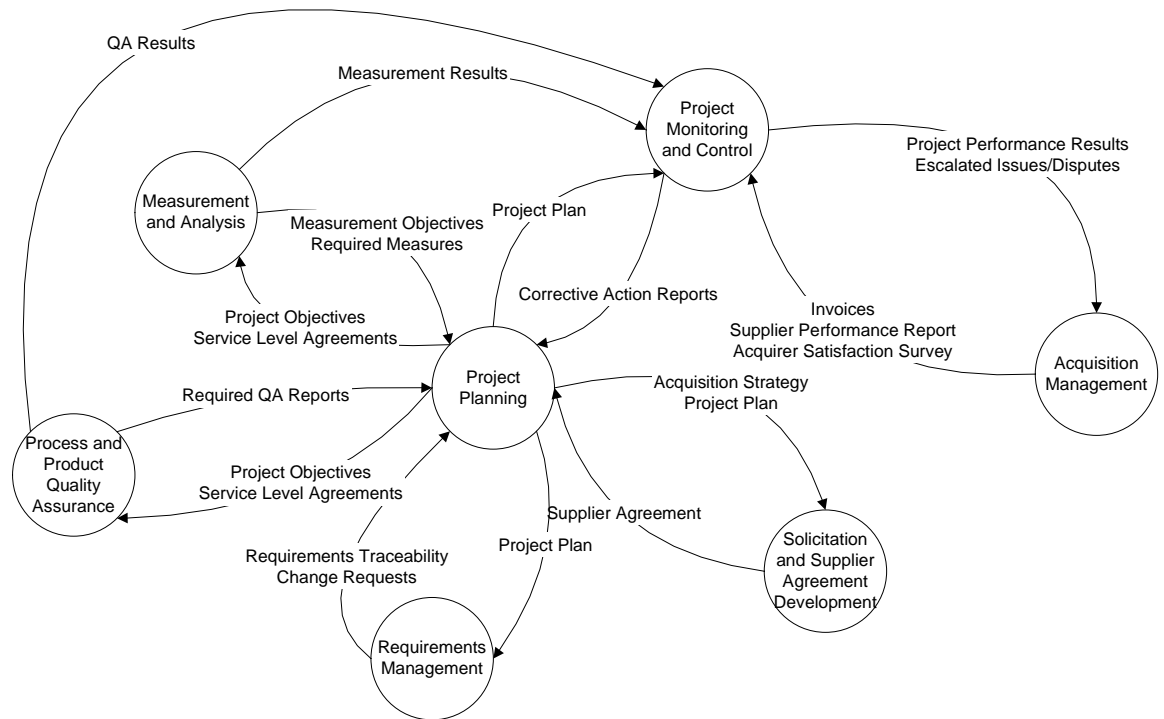 QA Results
Measurement Results
Project
Monitoring
and Control
Project Performance Results
Escalated Issues/Disputes
Measurement
and Analysis
Measurement Objectives
Required Measures
Project Plan
Corrective Action Reports
Project Objectives
Service Level Agreements
Invoices
Supplier Performance Report
Acquirer Satisfaction Survey
Acquisition
Management
Project
Planning
Acquisition Strategy
Project Plan
Required QA Reports
Process and
Product
Quality
Assurance
Project Objectives
Service Level Agreements
Supplier Agreement
Project Plan
Solicitation
and Supplier
Agreement
Development
Requirements Traceability
Change Requests
Requirements
Management